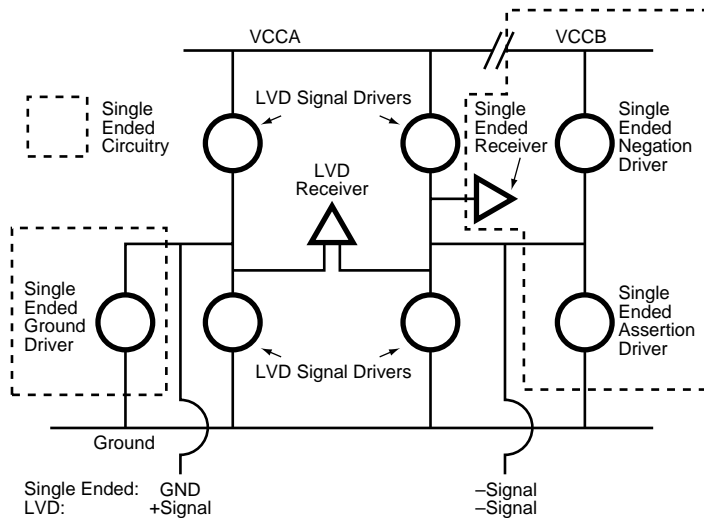 VCCA
VCCB
Single
Ended
Circuitry
LVD Signal Drivers
Single
Ended
Receiver
Single
Ended
Negation
Driver
LVD
Receiver
Single
Ended
Ground
Driver
Single
Ended
Assertion
Driver
LVD Signal Drivers
Ground
Single Ended: GND –Signal
LVD: +Signal –Signal